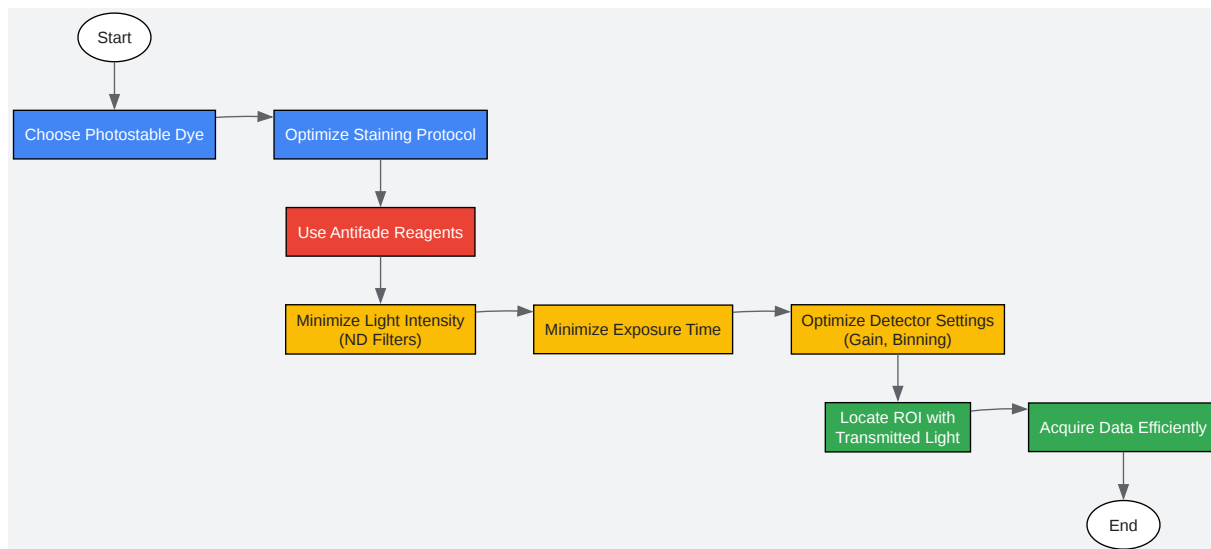 Start
Choose Photostable Dye
Optimize Staining Protocol
Use Antifade Reagents
Minimize Light Intensity
(ND Filters)
Minimize Exposure Time
Optimize Detector Settings
(Gain, Binning)
Locate ROI with
Transmitted Light
Acquire Data Efficiently
End